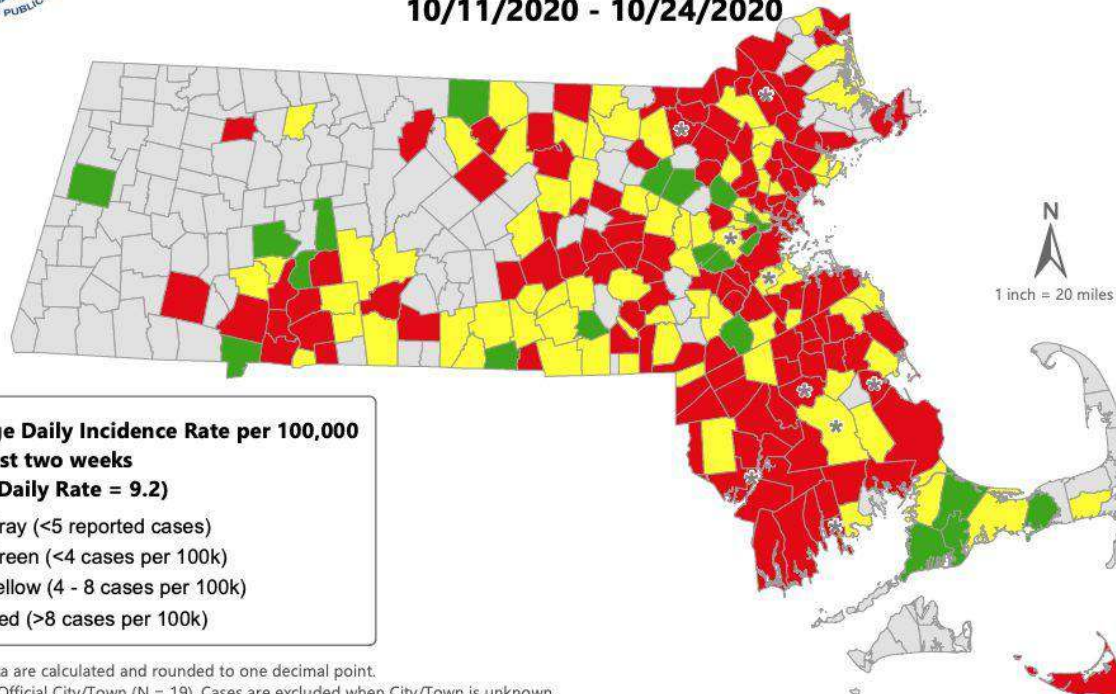 PUBLIC
10/11/2020 - 10/24/2020
N
1 inch = 20 miles
ge Daily Incidence Rate per 100,000
st two weeks
Daily Rate = 9.2)
ray (<5 reported cases)
reen (<4 cases per 100k)
ellow (4 - 8 cases per 100k)
ed (>8 cases per 100k)
ta are calculated and rounded to one decimal point.
Official City/Town (N = 19). Cases are excluded when City/Town is unknown